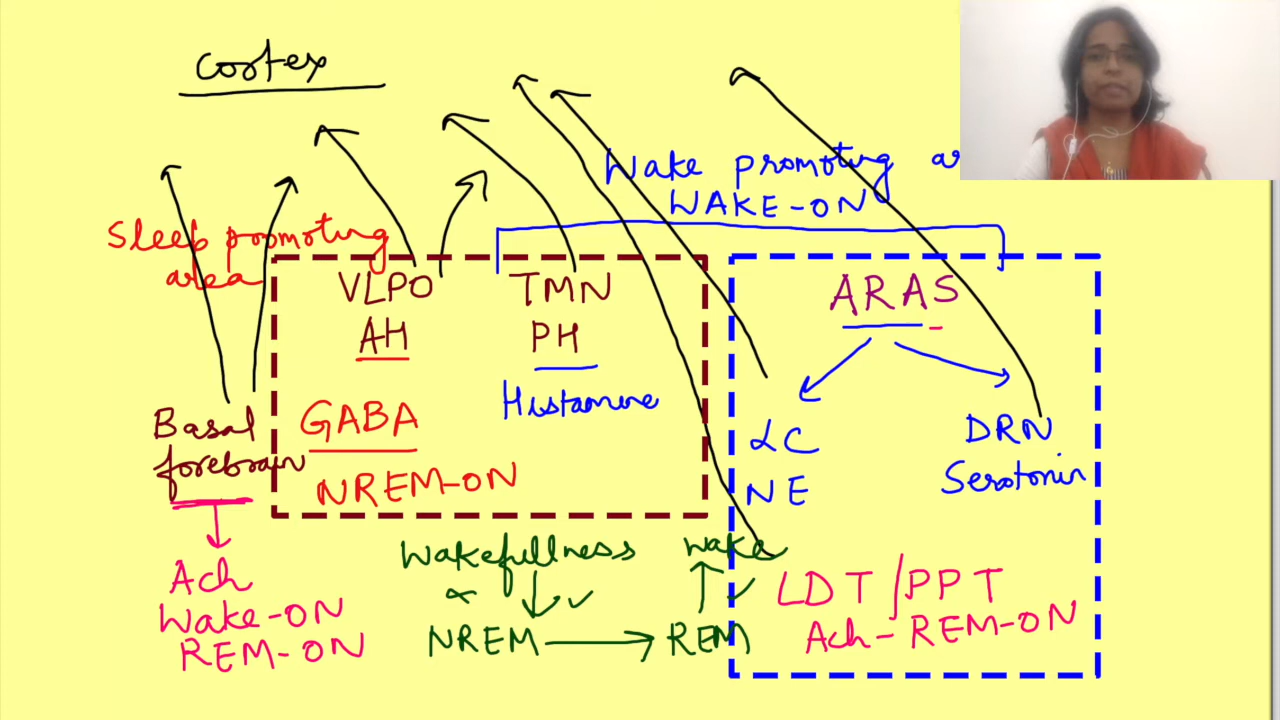 Cortex
Wake promoting
WAKE-ON
Sleep promoting
area
VLPO
AH
GABA
NREM-ON
TMN
PH
Histamine
ARAS
LC
NE
DRN
Serotonin
LDT/PPT
Ach-REM-ON
Basal
forebrain
Ach
Wake-ON
REM-ON
Wakefullness
NREM
REM
wake